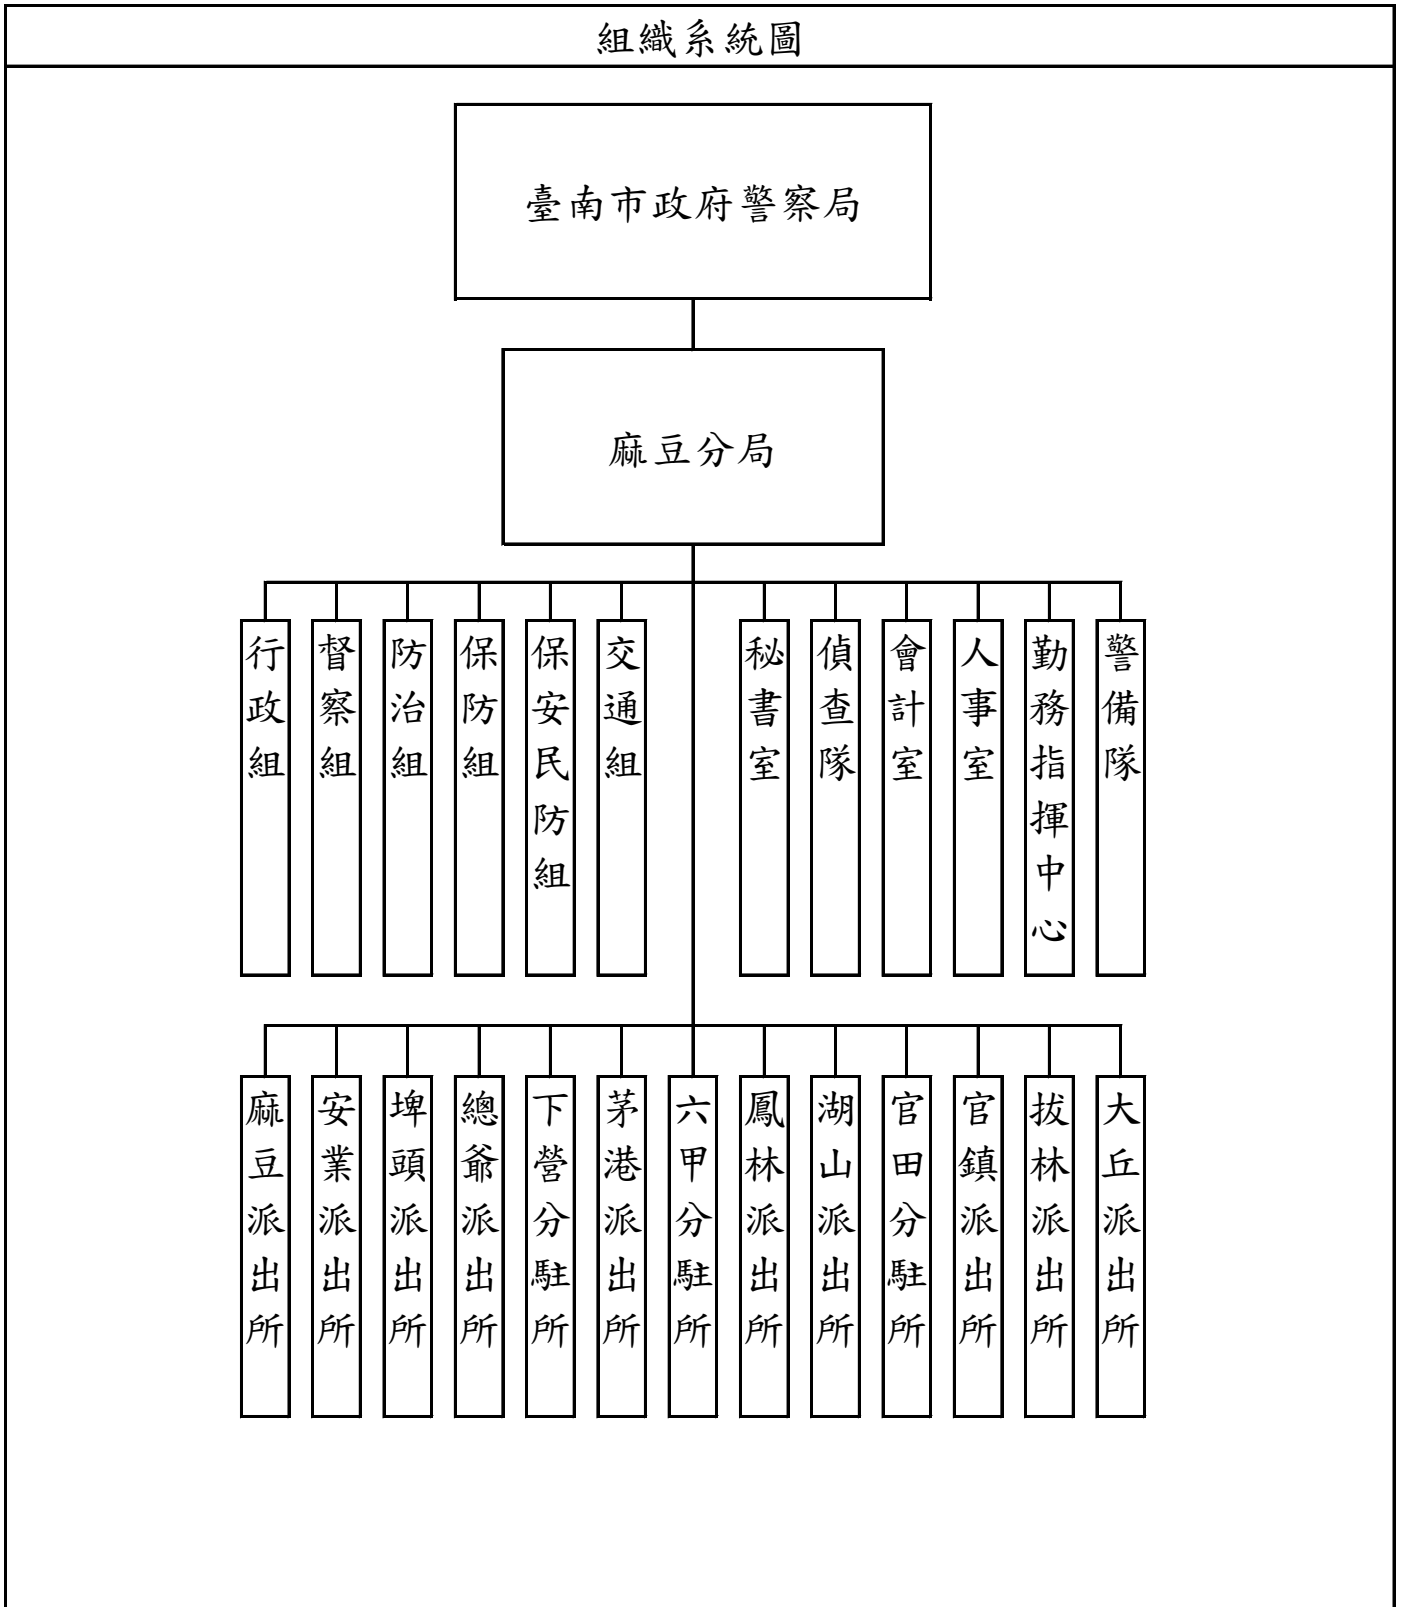 組織系統圖
臺南市政府警察局
麻豆分局
行政組
督察組
防治組
保防組
保安民防組
交通組
秘書室
偵查隊
會計室
人事室
勤務指揮中心
警備隊
麻豆派出所
安業派出所
埤頭派出所
總爺派出所
下營分駐所
茅港派出所
六甲分駐所
鳳林派出所
湖山派出所
官田分駐所
官鎮派出所
拔林派出所
大丘派出所